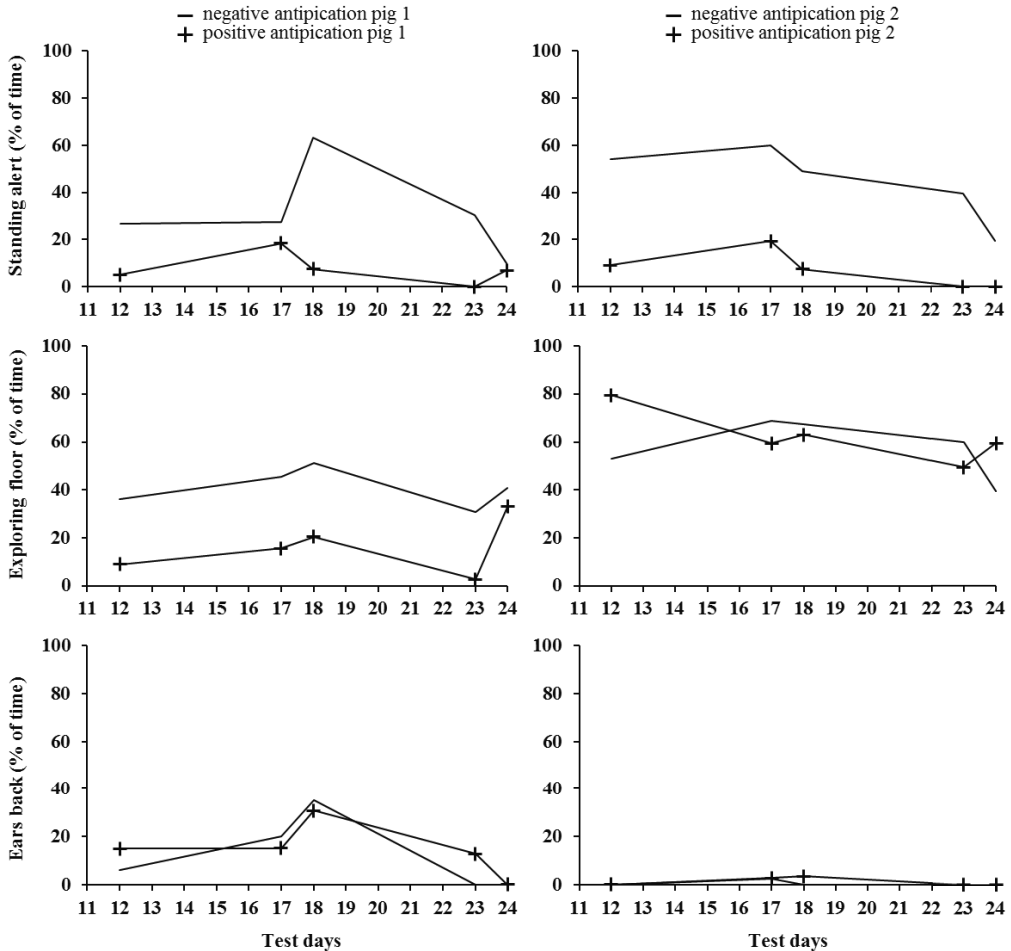 negative antipication pig 1
positive antipication pig 1
negative antipication pig 2
positive antipication pig 2
Standing alert (% of time)
100
80
60
40
20
0
11 12 13 14 15 16 17 18 19 20 21 22 23 24
100
80
60
40
20
0
11 12 13 14 15 16 17 18 19 20 21 22 23 24
Exploring floor (% of time)
100
80
60
40
20
0
11 12 13 14 15 16 17 18 19 20 21 22 23 24
100
80
60
40
20
0
11 12 13 14 15 16 17 18 19 20 21 22 23 24
Ears back (% of time)
100
80
60
40
20
0
11 12 13 14 15 16 17 18 19 20 21 22 23 24
Test days
100
80
60
40
20
0
11 12 13 14 15 16 17 18 19 20 21 22 23 24
Test days